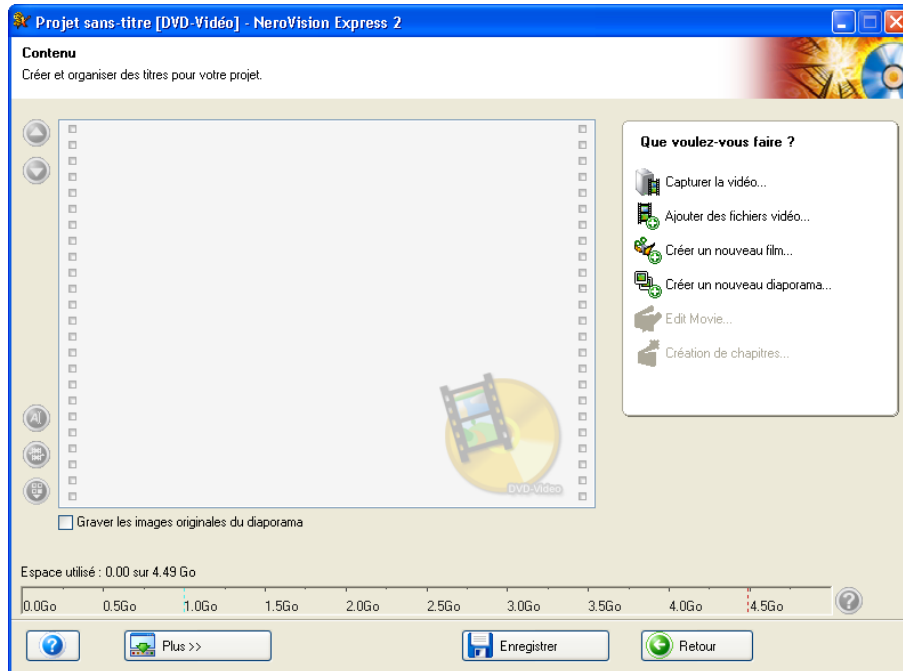 Projet sans-titre [DVD-Vidéo] - NeroVision Express 2
Contenu
Créer et organiser des titres pour votre projet.
Que voulez-vous faire ?
Capturer la vidéo...
Ajouter des fichiers vidéo...
Créer un nouveau film...
Créer un nouveau diaporama...
Edit Movie...
Création de chapitres...
DVD-Video
Graver les images originales du diaporama
Espace utilisé : 0.00 sur 4.49 Go
0.0Go 0.5Go 1.0Go 1.5Go 2.0Go 2.5Go 3.0Go 3.5Go 4.0Go 4.5Go
Plus >> Enregistrer Retour